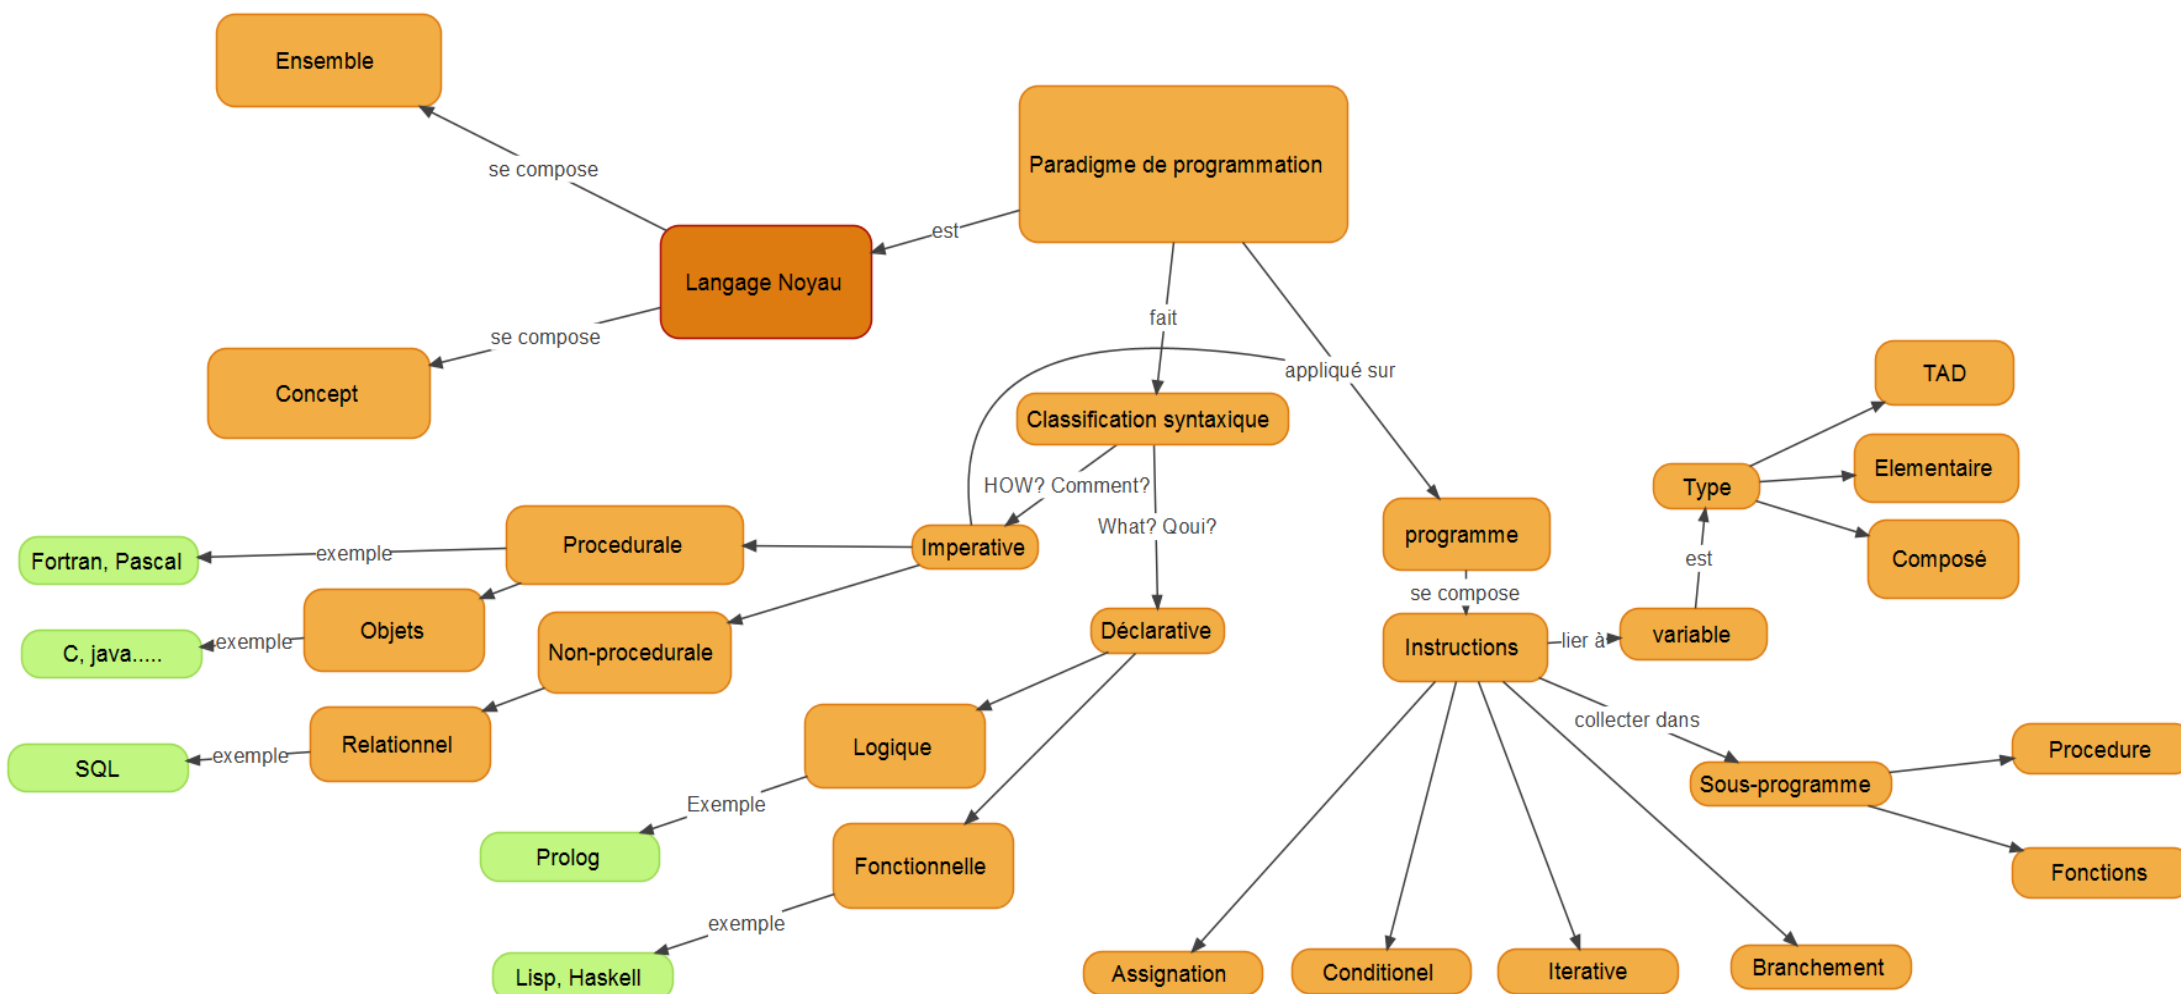 Ensemble
Paradigme de programmation
se compose
est
Langage Noyau
fait
se compose
appliqué sur
TAD
Concept
Classification syntaxique
Elementaire
HOW? Comment?
Type
What? Qoui?
programme
Procedurale
Imperative
Fortran, Pascal
exemple
est
Composé
se compose
Objets
Déclarative
variable
exemple
lier à
Instructions
C, java.....
Non-procedurale
collecter dans
Relationnel
Logique
Procedure
exemple
SQL
Sous-programme
Exemple
Prolog
Fonctionnelle
Fonctions
exemple
Lisp, Haskell
Assignation
Conditionel
Iterative
Branchement